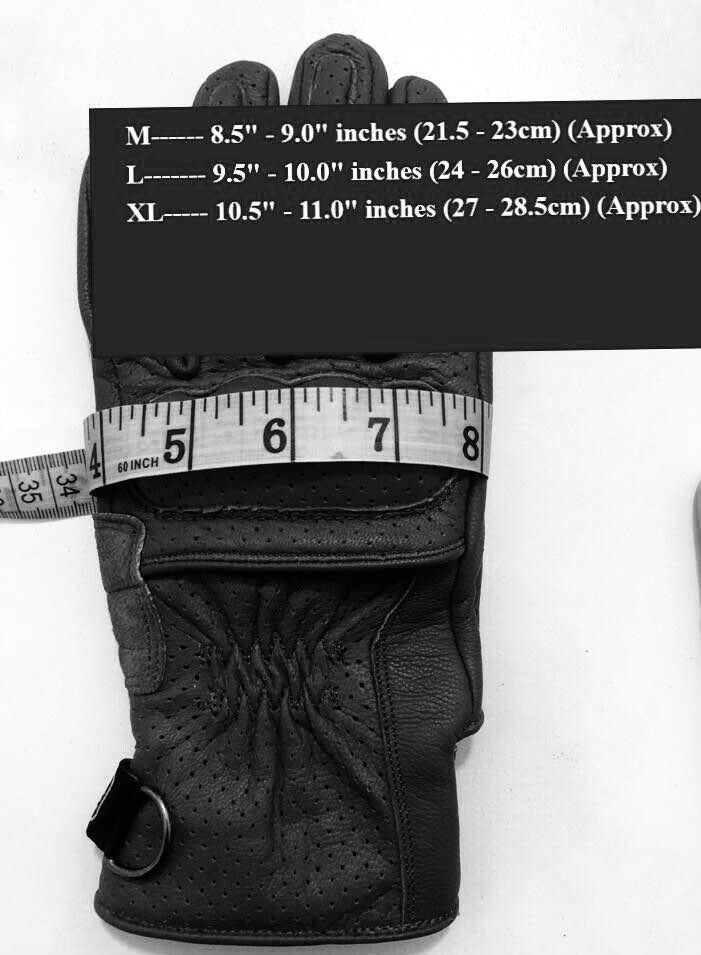 M------ 8.5" - 9.0" inches (21.5 - 23cm) (Approx)
L------- 9.5" - 10.0" inches (24 - 26cm) (Approx)
XL----- 10.5" - 11.0" inches (27 - 28.5cm) (Approx)
4 60 INCH 5 6 7 8
35 34